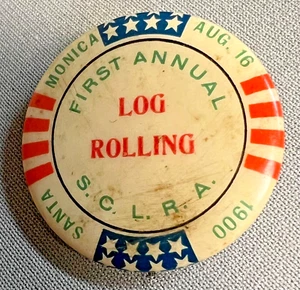 SANTA MONICA AUG. 16 1900
FIRST ANNUAL
LOG
ROLLING
S.C.L.R.A.